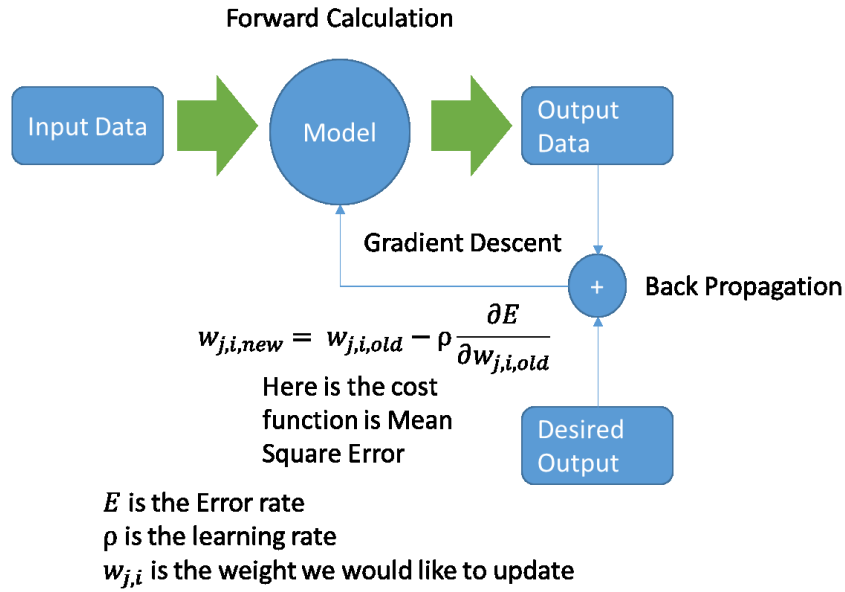 Forward Calculation
Input Data
Model
Output
Data
Gradient Descent
+
Back Propagation
w_{j,i,new} = w_{j,i,old} − ρ ∂E/∂w_{j,i,old}
Here is the cost
function is Mean
Square Error
Desired
Output
E is the Error rate
ρ is the learning rate
w_{j,i} is the weight we would like to update